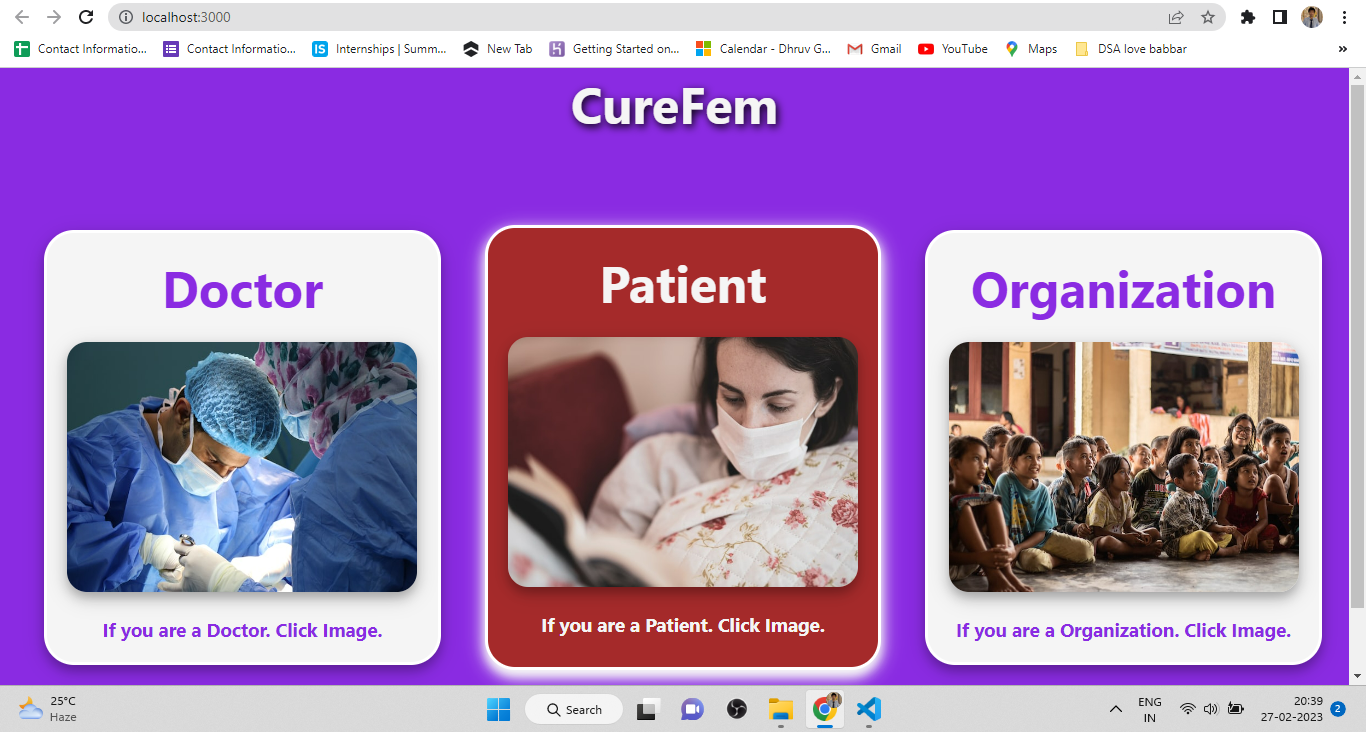 localhost:3000
Contact Informatio...
Contact Informatio...
IS
Internships | Summ...
New Tab
Getting Started on...
Calendar - Dhruv G...
Gmail
YouTube
Maps
DSA love babbar
»
CureFem
Doctor
Patient
Organization
If you are a Doctor. Click Image.
If you are a Patient. Click Image.
If you are a Organization. Click Image.
25°C
Haze
Search
ENG
IN
20:39
27-02-2023
2